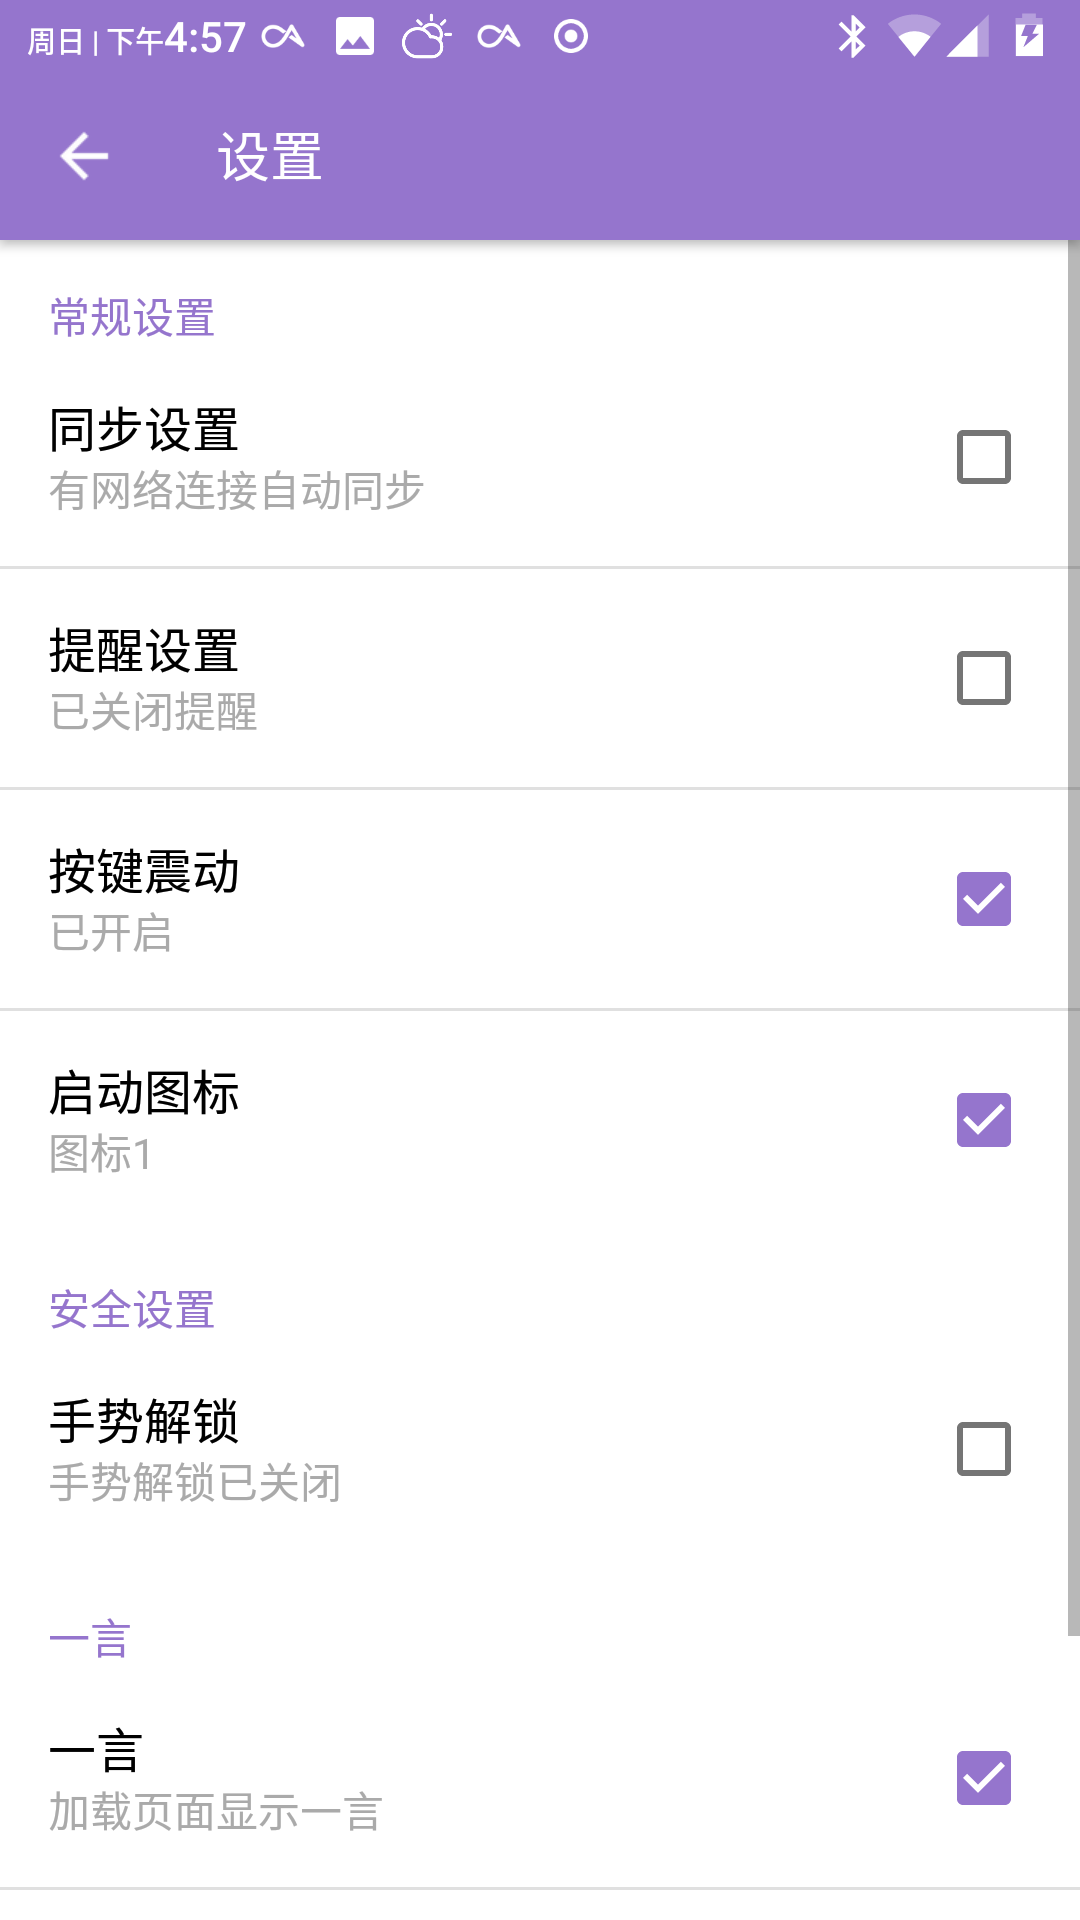 周日 | 下午4:57
设置
常规设置
同步设置
有网络连接自动同步
提醒设置
已关闭提醒
按键震动
已开启
启动图标
图标1
安全设置
手势解锁
手势解锁已关闭
一言
一言
加载页面显示一言